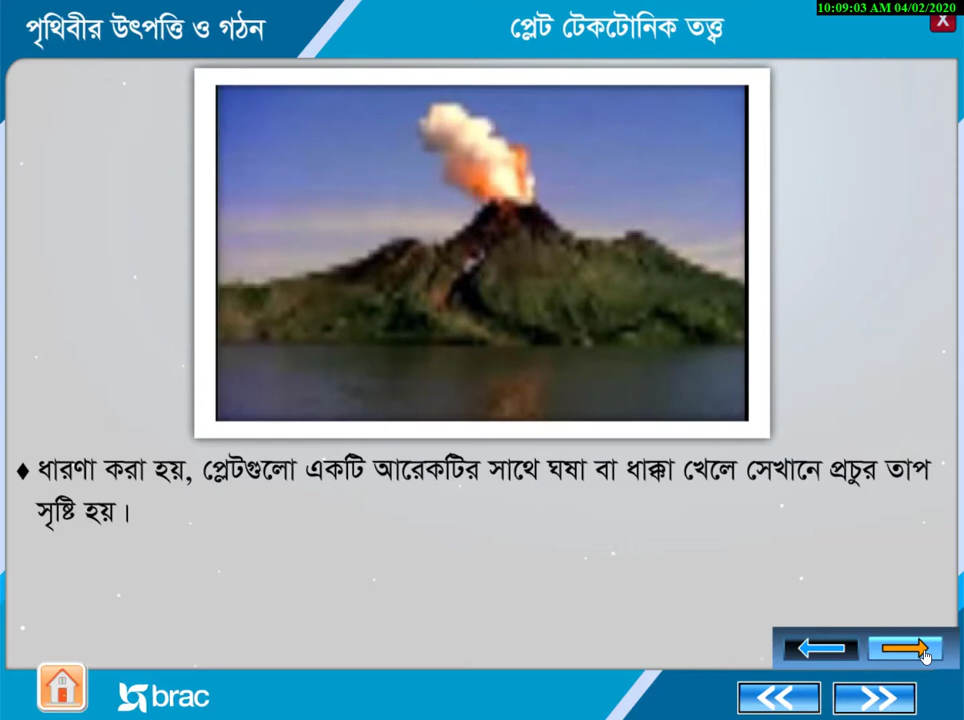 10:09:03 AM 04/02/2020
পৃথিবীর উৎপত্তি ও গঠন
প্লেট টেকটোনিক তত্ত্ব
X
♦ ধারণা করা হয়, প্লেটগুলো একটি আরেকটির সাথে ঘষা বা ধাক্কা খেলে সেখানে প্রচুর তাপ
সৃষ্টি হয়।
brac